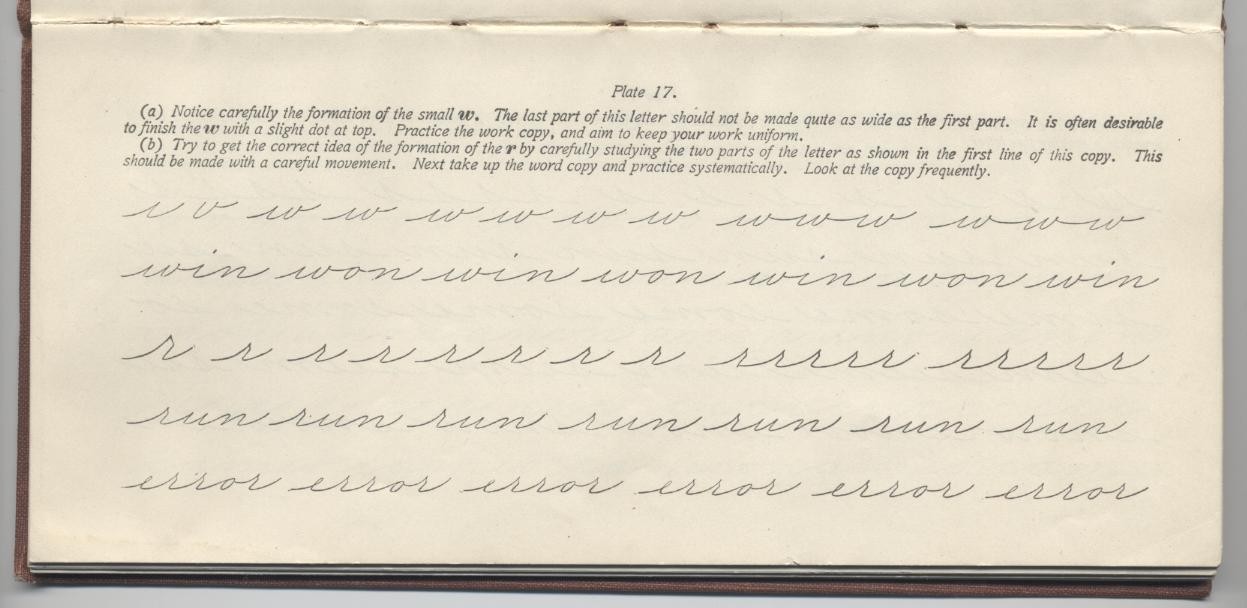 Plate 17.
(a) Notice carefully the formation of the small w. The last part of this letter should not be made quite as wide as the first part. It is often desirable
to finish the w with a slight dot at top. Practice the work copy, and aim to keep your work uniform.
(b) Try to get the correct idea of the formation of the r by carefully studying the two parts of the letter as shown in the first line of this copy. This
should be made with a careful movement. Next take up the word copy and practice systematically. Look at the copy frequently.
ı v w w w w w w w w w w w w
win won win won win won win
r r r r r r r r r r r r r r r r r r
run run run run run run run
error error error error error error